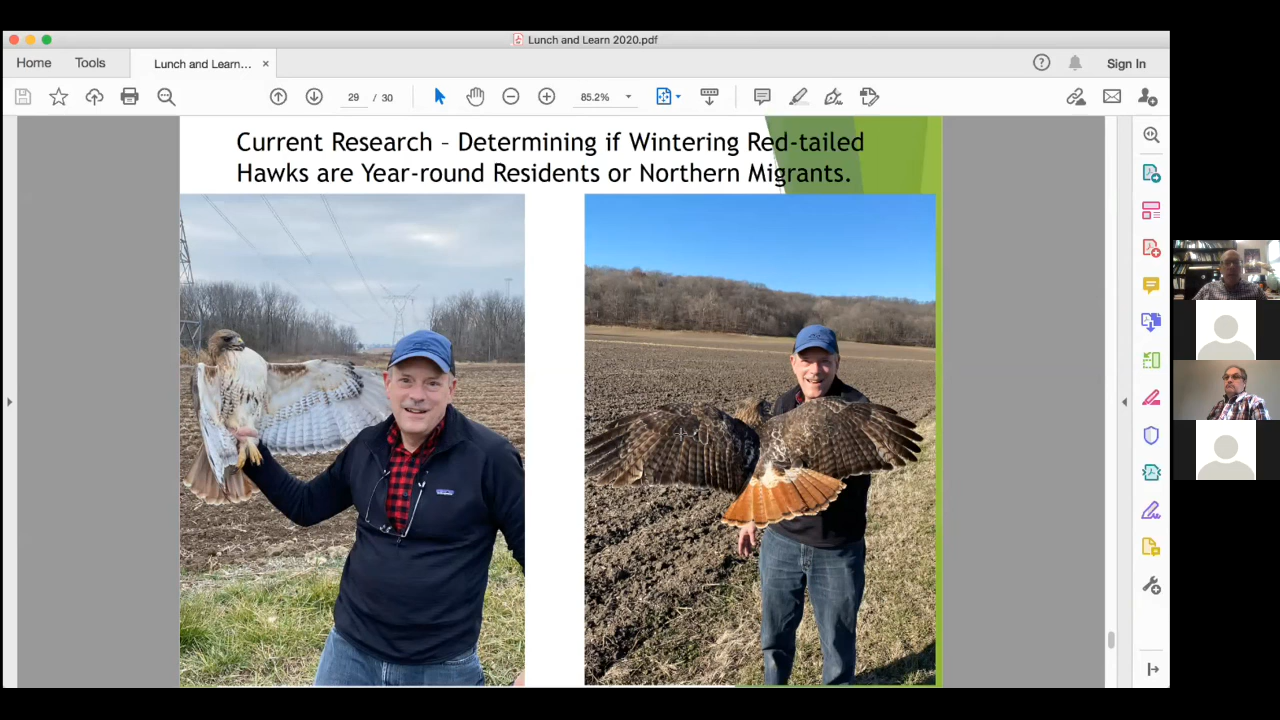 Lunch and Learn 2020.pdf
Home
Tools
Lunch and Learn...
×
Sign In
29 / 30
85.2%
Current Research – Determining if Wintering Red-tailed
Hawks are Year-round Residents or Northern Migrants.
patagonia